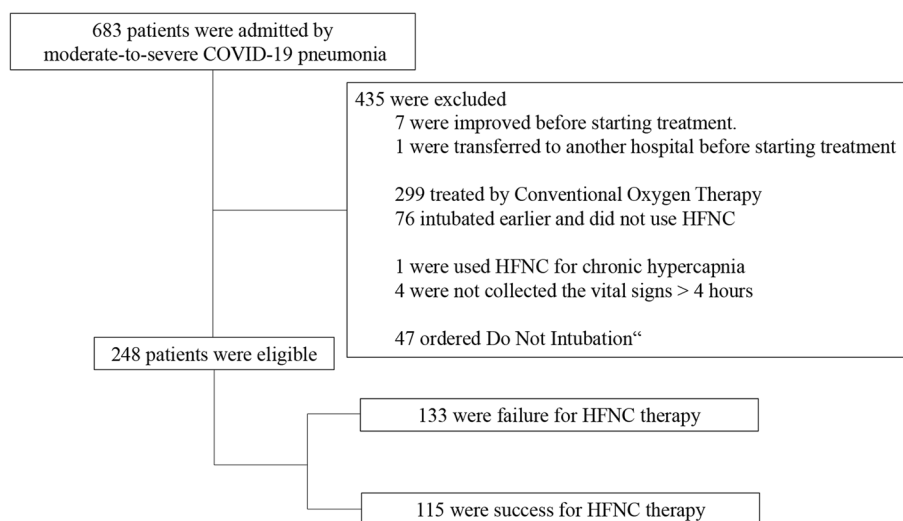 683 patients were admitted by
moderate-to-severe COVID-19 pneumonia
435 were excluded
7 were improved before starting treatment.
1 were transferred to another hospital before starting treatment
299 treated by Conventional Oxygen Therapy
76 intubated earlier and did not use HFNC
1 were used HFNC for chronic hypercapnia
4 were not collected the vital signs > 4 hours
47 ordered Do Not Intubation“
248 patients were eligible
133 were failure for HFNC therapy
115 were success for HFNC therapy